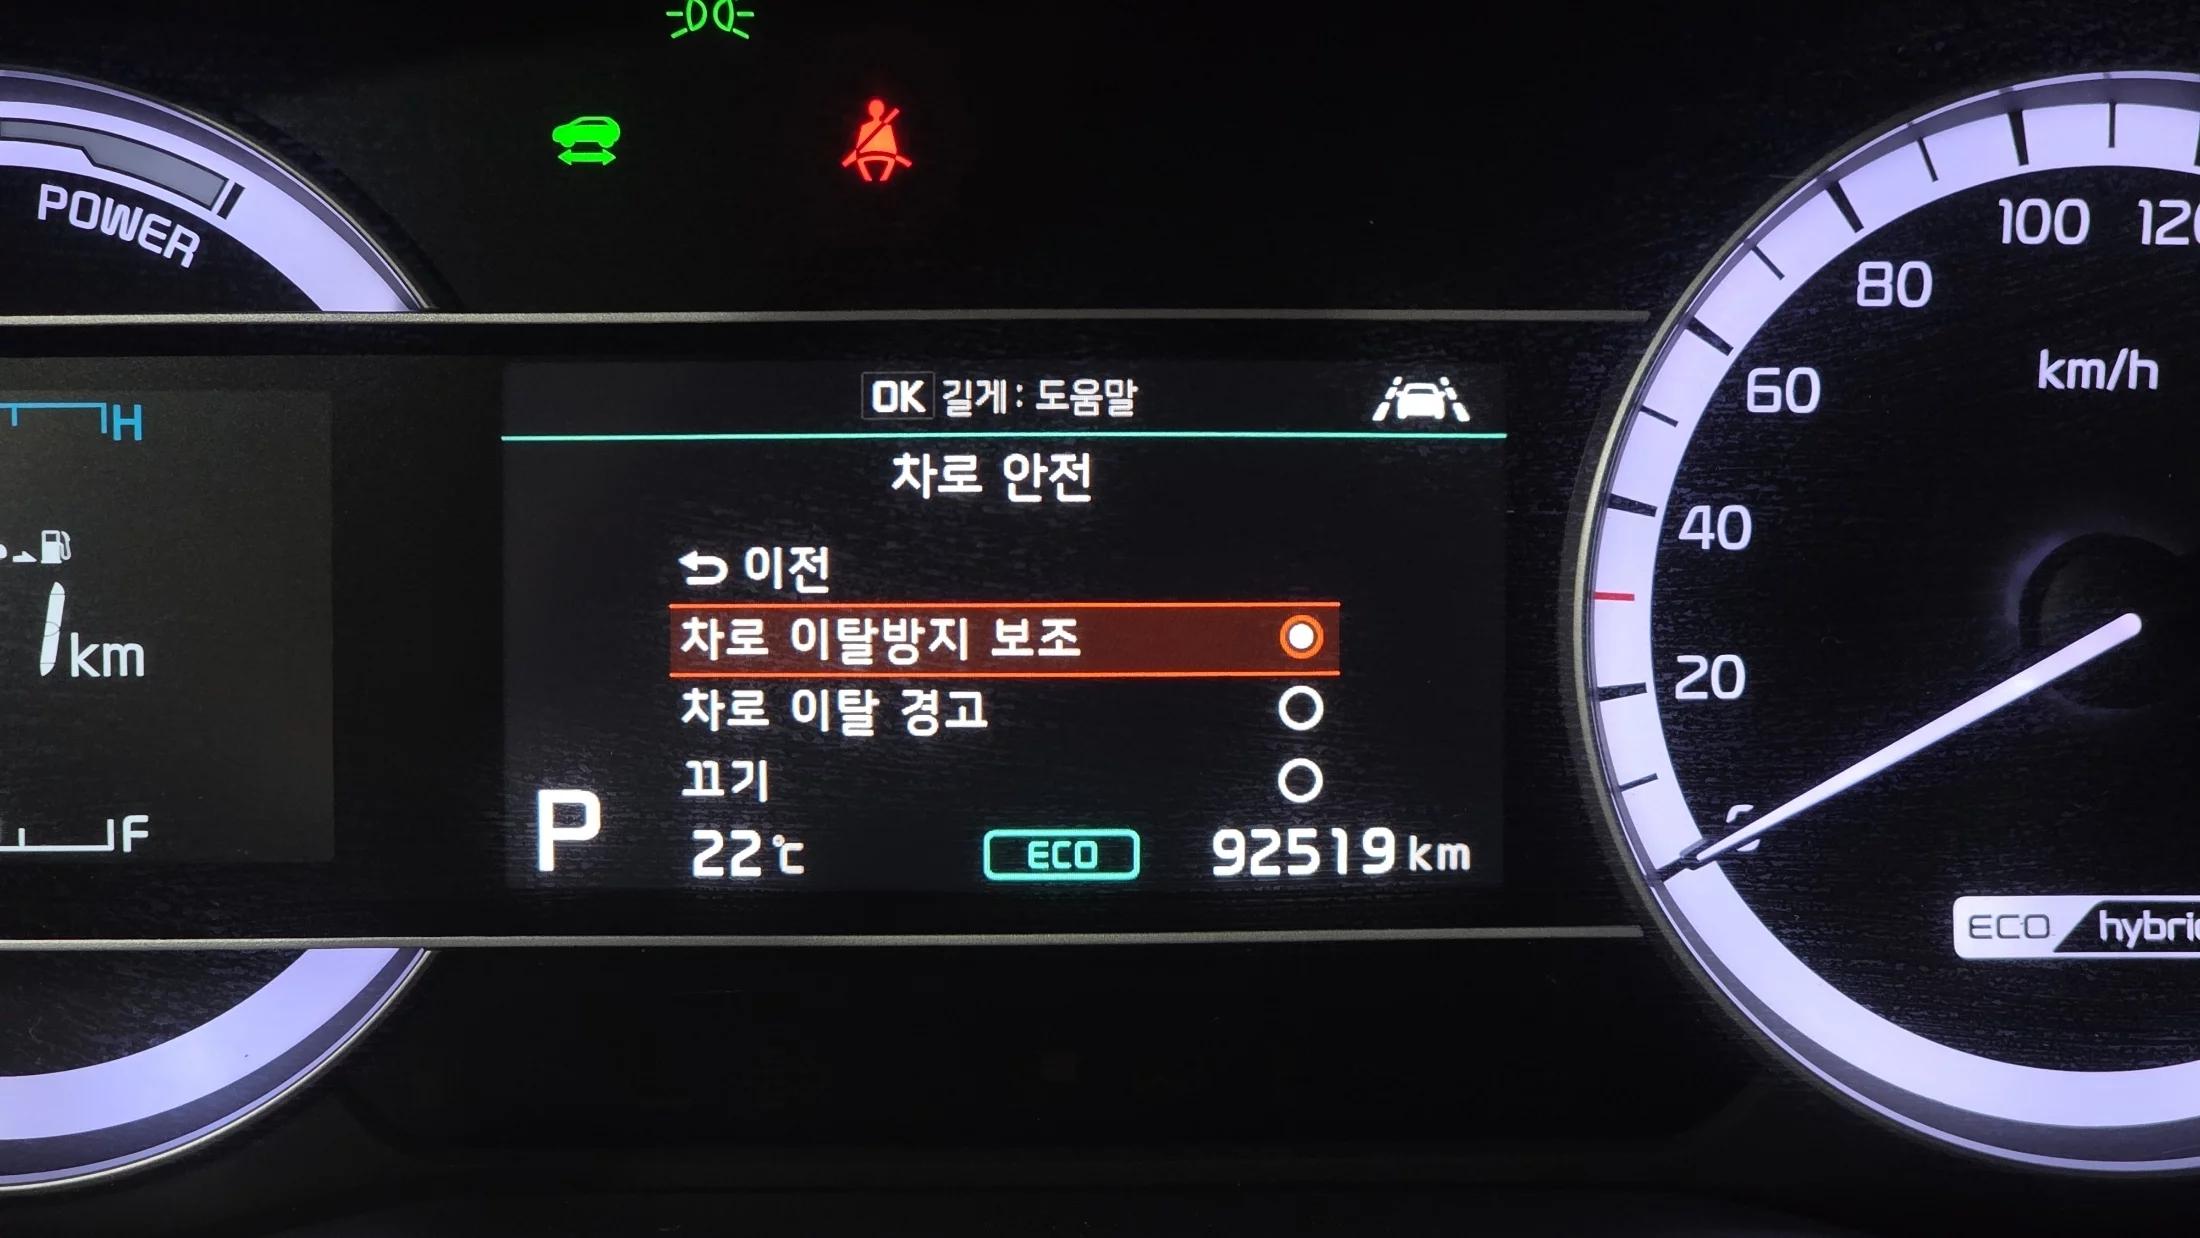 POWER
H
km
F
OK 길게 : 도움말
차로 안전
이전
차로 이탈방지 보조
차로 이탈 경고
끄기
P
22℃
ECO
92519 km
100
80
60
40
20
km/h
ECO